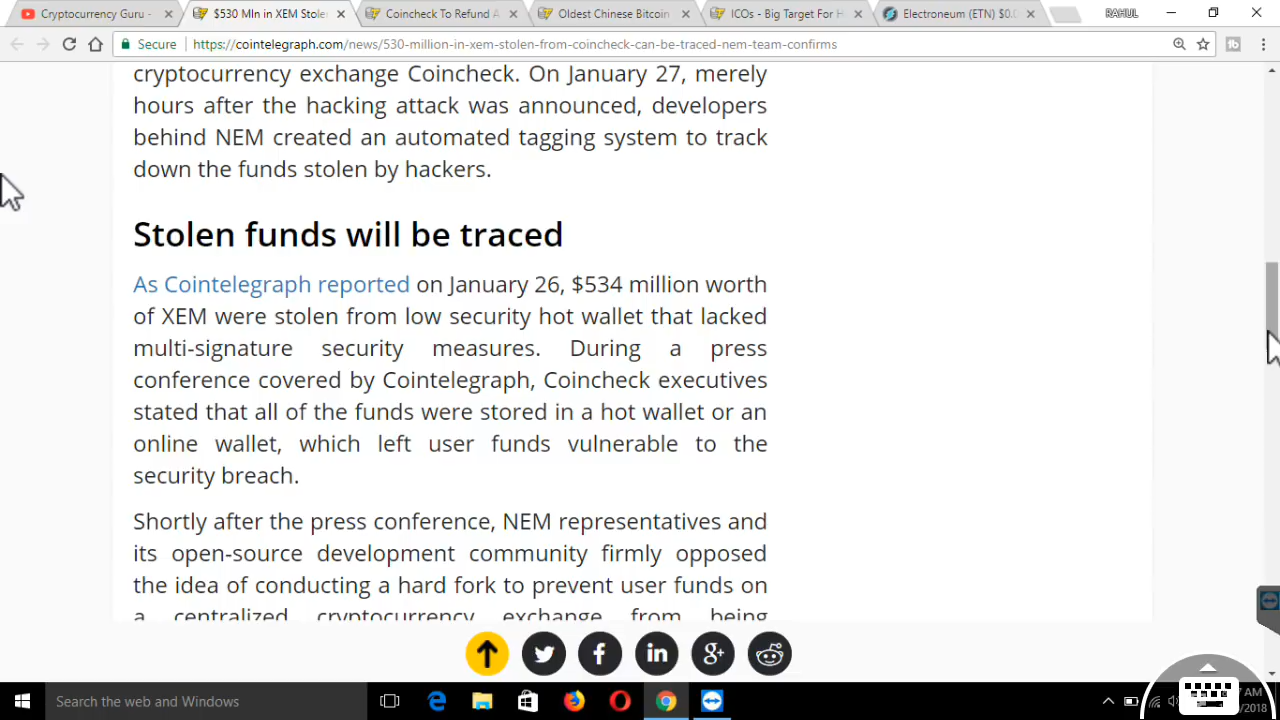 Cryptocurrency Guru -
$530 Mln in XEM Stole
Coincheck To Refund A
Oldest Chinese Bitcoin
ICOs - Big Target For H
Electroneum (ETN) $0.
RAHUL
Secure
https://cointelegraph.com/news/530-million-in-xem-stolen-from-coincheck-can-be-traced-nem-team-confirms
cryptocurrency exchange Coincheck. On January 27, merely
hours after the hacking attack was announced, developers
behind NEM created an automated tagging system to track
down the funds stolen by hackers.
Stolen funds will be traced
As Cointelegraph reported on January 26, $534 million worth
of XEM were stolen from low security hot wallet that lacked
multi-signature security measures. During a press
conference covered by Cointelegraph, Coincheck executives
stated that all of the funds were stored in a hot wallet or an
online wallet, which left user funds vulnerable to the
security breach.
Shortly after the press conference, NEM representatives and
its open-source development community firmly opposed
the idea of conducting a hard fork to prevent user funds on
a centralized cryptocurrency exchange from being
Search the web and Windows